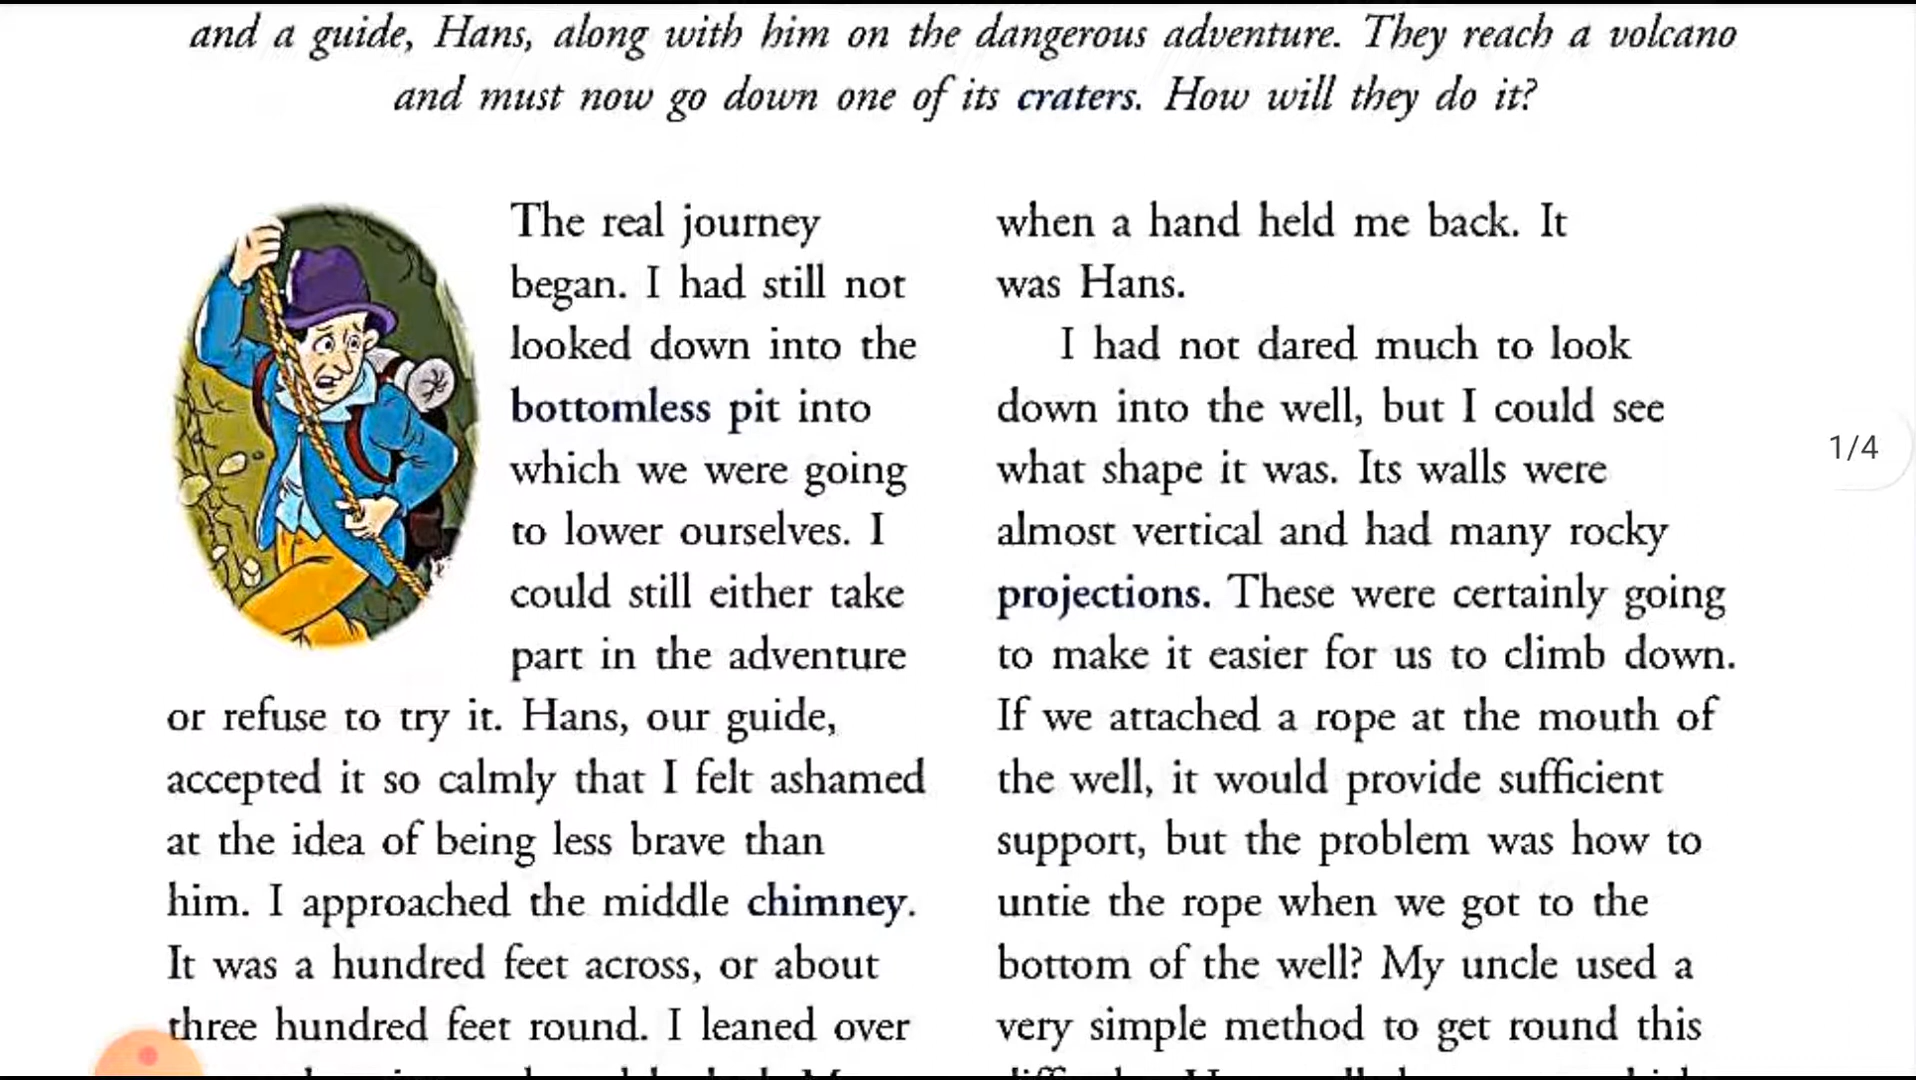 and a guide, Hans, along with him on the dangerous adventure. They reach a volcano
and must now go down one of its craters. How will they do it?
The real journey
began. I had still not
looked down into the
bottomless pit into
which we were going
to lower ourselves. I
could still either take
part in the adventure
or refuse to try it. Hans, our guide,
accepted it so calmly that I felt ashamed
at the idea of being less brave than
him. I approached the middle chimney.
It was a hundred feet across, or about
three hundred feet round. I leaned over
when a hand held me back. It
was Hans.
I had not dared much to look
down into the well, but I could see
what shape it was. Its walls were
almost vertical and had many rocky
projections. These were certainly going
to make it easier for us to climb down.
If we attached a rope at the mouth of
the well, it would provide sufficient
support, but the problem was how to
untie the rope when we got to the
bottom of the well? My uncle used a
very simple method to get round this
1/4